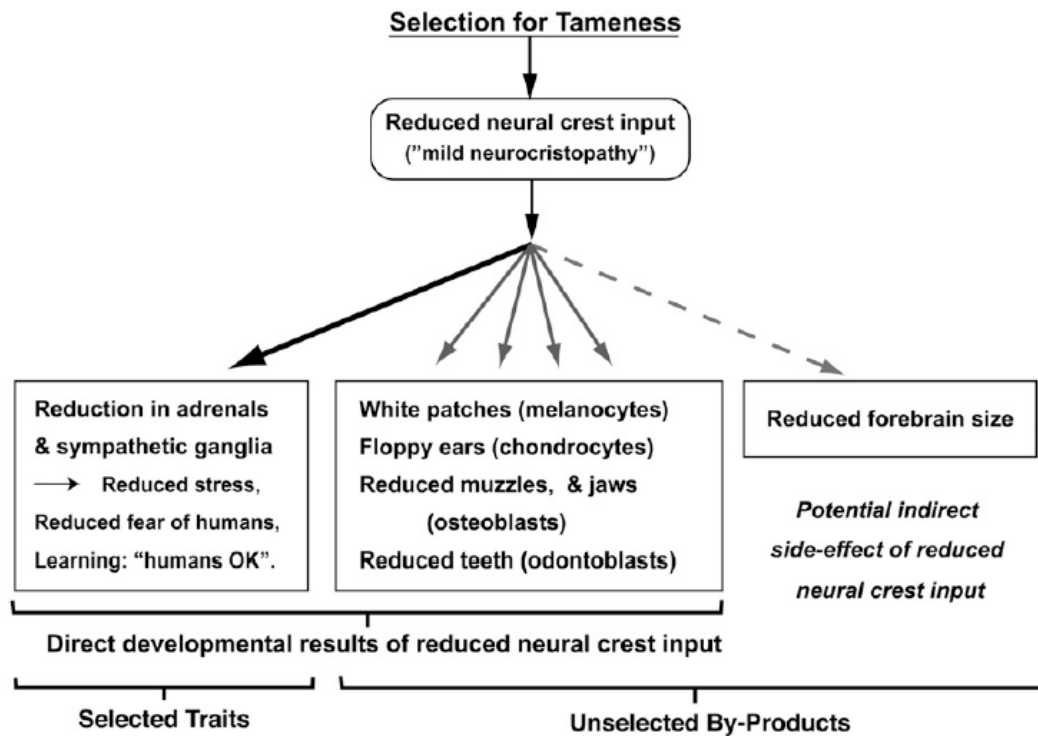 Selection for Tameness
Reduced neural crest input
("mild neurocristopathy")
Reduction in adrenals
& sympathetic ganglia
→ Reduced stress,
Reduced fear of humans,
Learning: "humans OK".
White patches (melanocytes)
Floppy ears (chondrocytes)
Reduced muzzles, & jaws
(osteoblasts)
Reduced teeth (odontoblasts)
Reduced forebrain size
Potential indirect
side-effect of reduced
neural crest input
Direct developmental results of reduced neural crest input
Selected Traits
Unselected By-Products